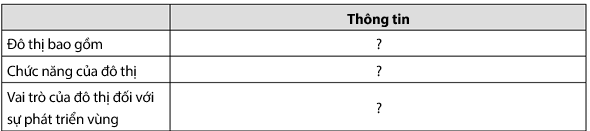 Thông tin
Đô thị bao gồm ?
Chức năng của đô thị ?
Vai trò của đô thị đối với
sự phát triển vùng ?